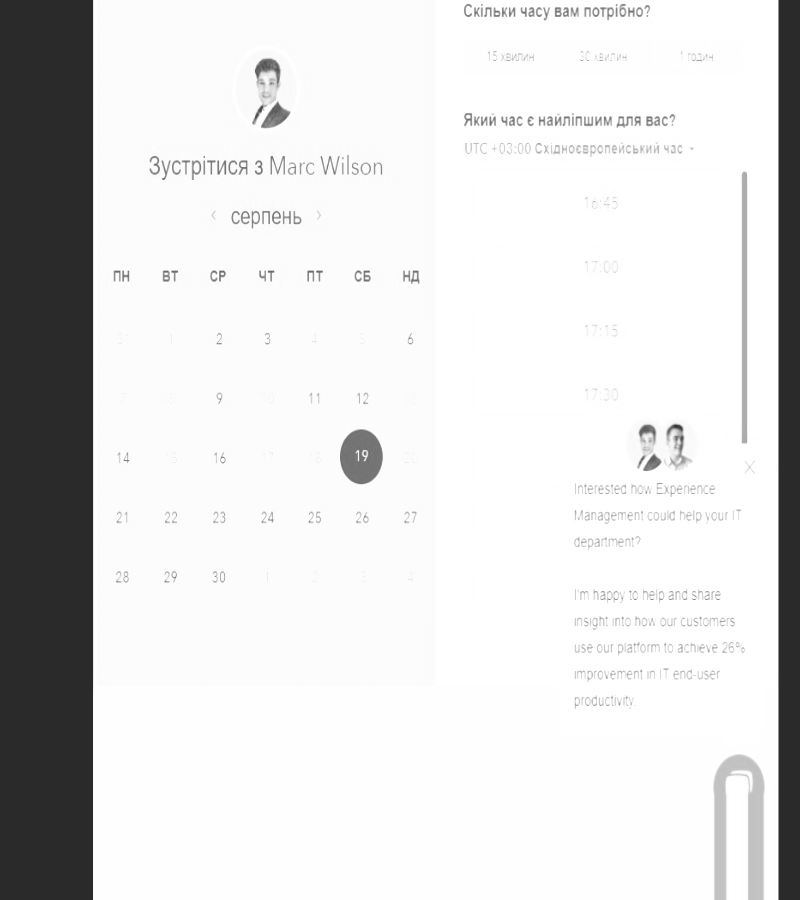 Скільки часу вам потрібно?
15 хвилин 30 хвилин 1 годин
Який час є найліпшим для вас?
UTC +03:00 Східноєвропейський час
Зустрітися з Marc Wilson
серпень
ПН ВТ СР ЧТ ПТ СБ НД
31 1 2 3 4 5 6
7 8 9 10 11 12
14 15 16 17 18 19 20
21 22 23 24 25 26 27
28 29 30 1 2 3 4
16:45
17:00
17:15
17:30
Interested how Experience
Management could help your IT
department?
I'm happy to help and share
insight into how our customers
use our platform to achieve 26%
improvement in IT end-user
productivity.